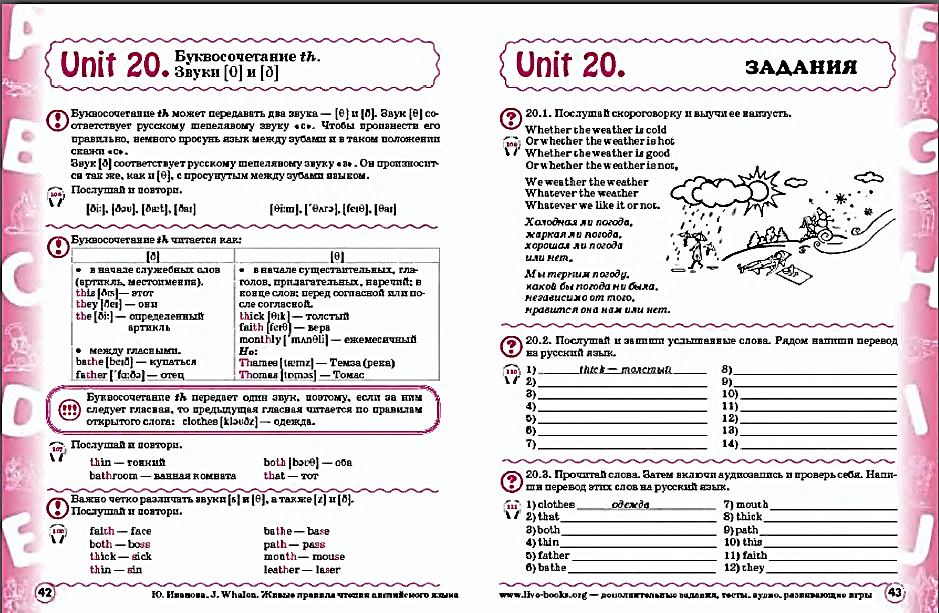 Unit 20.
Буквосочетание th.
Звуки [θ] и [ð]
Буквосочетание th может передавать два звука — [θ] и [ð]. Звук [θ] со-
ответствует русскому шепелявому звуку «с». Чтобы произнести его
правильно, немного просунь язык между зубами и в таком положении
скажи «с».
Звук [ð] соответствует русскому шепелявому звуку «з». Он произносит-
ся так же, как и [θ], с просунутым между зубами языком.
Послушай и повтори.
[ði:], [ðəʊ], [ðæt], [ðaɪ] [θi:m], [ˈθʌrə], [feɪθ], [θaɪ]
Буквосочетание th читается как:
[ð] [θ]
• в начале служебных слов
(артикль, местоимения).
this [ðɪs] — этот
they [ðeɪ] — они
the [ði:] — определенный
артикль
• между гласными.
bathe [beɪð] — купаться
father [ˈfɑ:ðə] — отец
• в начале существительных, гла-
голов, прилагательных, наречий; в
конце слов; перед согласной или по-
сле согласной.
thick [θɪk] — толстый
faith [feɪθ] — вера
monthly [ˈmʌnθli] — ежемесячный
Но:
Thames [temz] — Темза (река)
Thomas [tɒməs] — Томас
Буквосочетание th передает один звук, поэтому, если за ним
следует гласная, то предыдущая гласная читается по правилам
открытого слога: clothes [kləʊðz] — одежда.
107
Послушай и повтори.
thin — тонкий both [bəʊθ] — оба
bathroom — ванная комната that — тот
Важно четко различать звуки [s] и [θ], а также [z] и [ð].
Послушай и повтори.
108
faith — face bathe — base
both — boss path — pass
thick — sick month — mouse
thin — sin leather — laser
42
Ю. Иванова. J. Whalen. Живые правила чтения английского языка
Unit 20.
ЗАДАНИЯ
20.1. Послушай скороговорку и выучи ее наизусть.
109
Whether the weather is cold
Or whether the weather is hot
Whether the weather is good
Or whether the weather is not,
We weather the weather
Whatever the weather
Whatever we like it or not.
Холодная ли погода,
жаркая ли погода,
хорошая ли погода
или нет,
Мы терпим погоду,
какой бы погода ни была,
независимо от того,
нравится она нам или нет.
20.2. Послушай и запиши услышанные слова. Рядом напиши перевод
на русский язык.
110
1) thick — толстый 8)
2) 9)
3) 10)
4) 11)
5) 12)
6) 13)
7) 14)
20.3. Прочитай слова. Затем включи аудиозапись и проверь себя. Напи-
ши перевод этих слов на русский язык.
111
1) clothes одежда 7) mouth
2) that 8) thick
3) both 9) path
4) thin 10) this
5) father 11) faith
6) bathe 12) they
www.live-books.org — дополнительные задания, тесты, аудио, развивающие игры
43